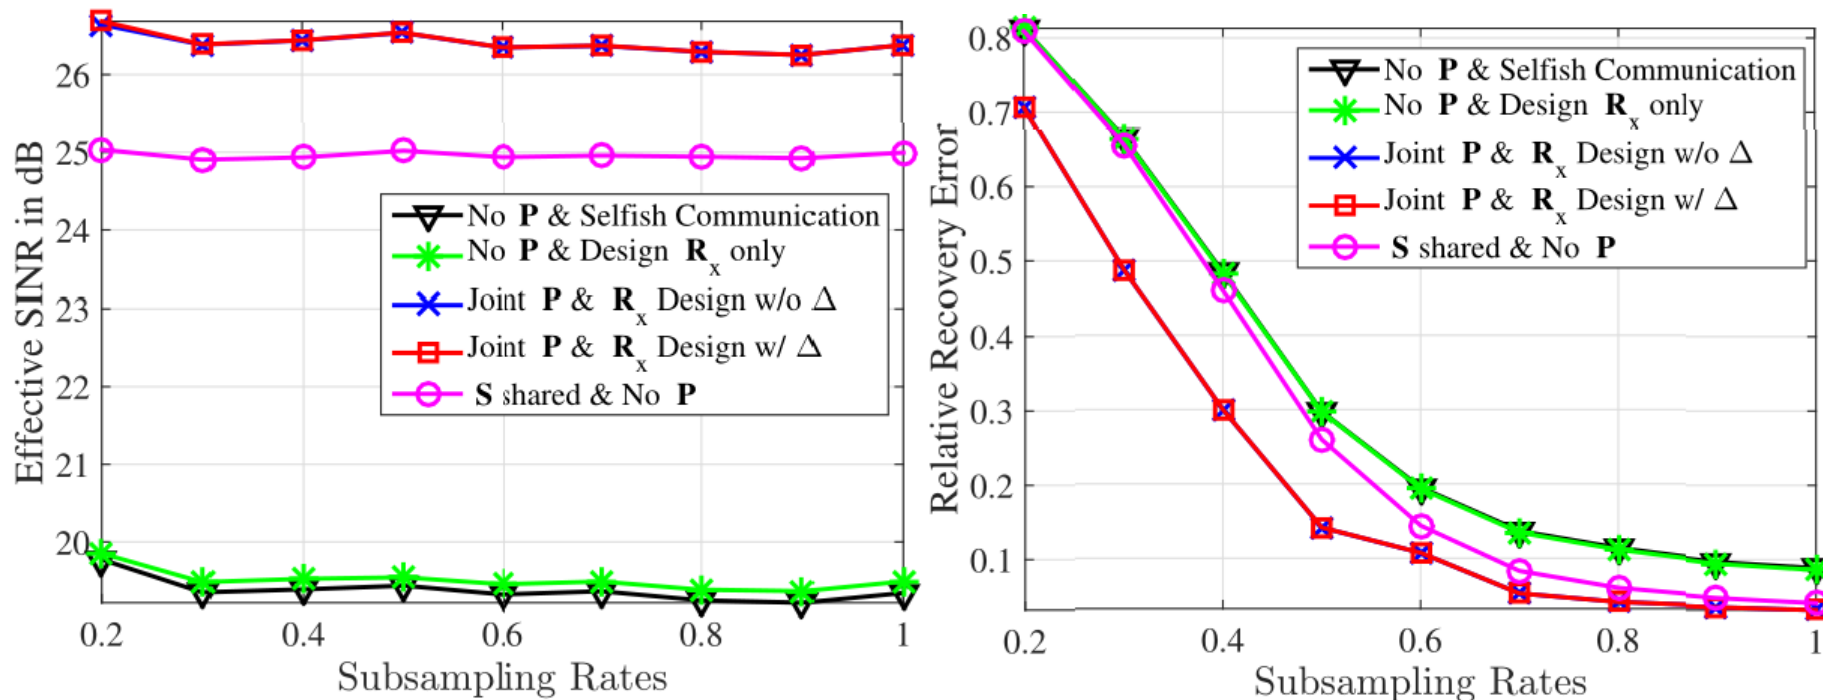 Effective SINR in dB
26
25
24
23
22
21
20
No P & Selfish Communication
No P & Design Rx only
Joint P & Rx Design w/o Δ
Joint P & Rx Design w/ Δ
S shared & No P
0.2 0.4 0.6 0.8 1
Subsampling Rates
Relative Recovery Error
0.8
0.7
0.6
0.5
0.4
0.3
0.2
0.1
No P & Selfish Communication
No P & Design Rx only
Joint P & Rx Design w/o Δ
Joint P & Rx Design w/ Δ
S shared & No P
0.2 0.4 0.6 0.8 1
Subsampling Rates